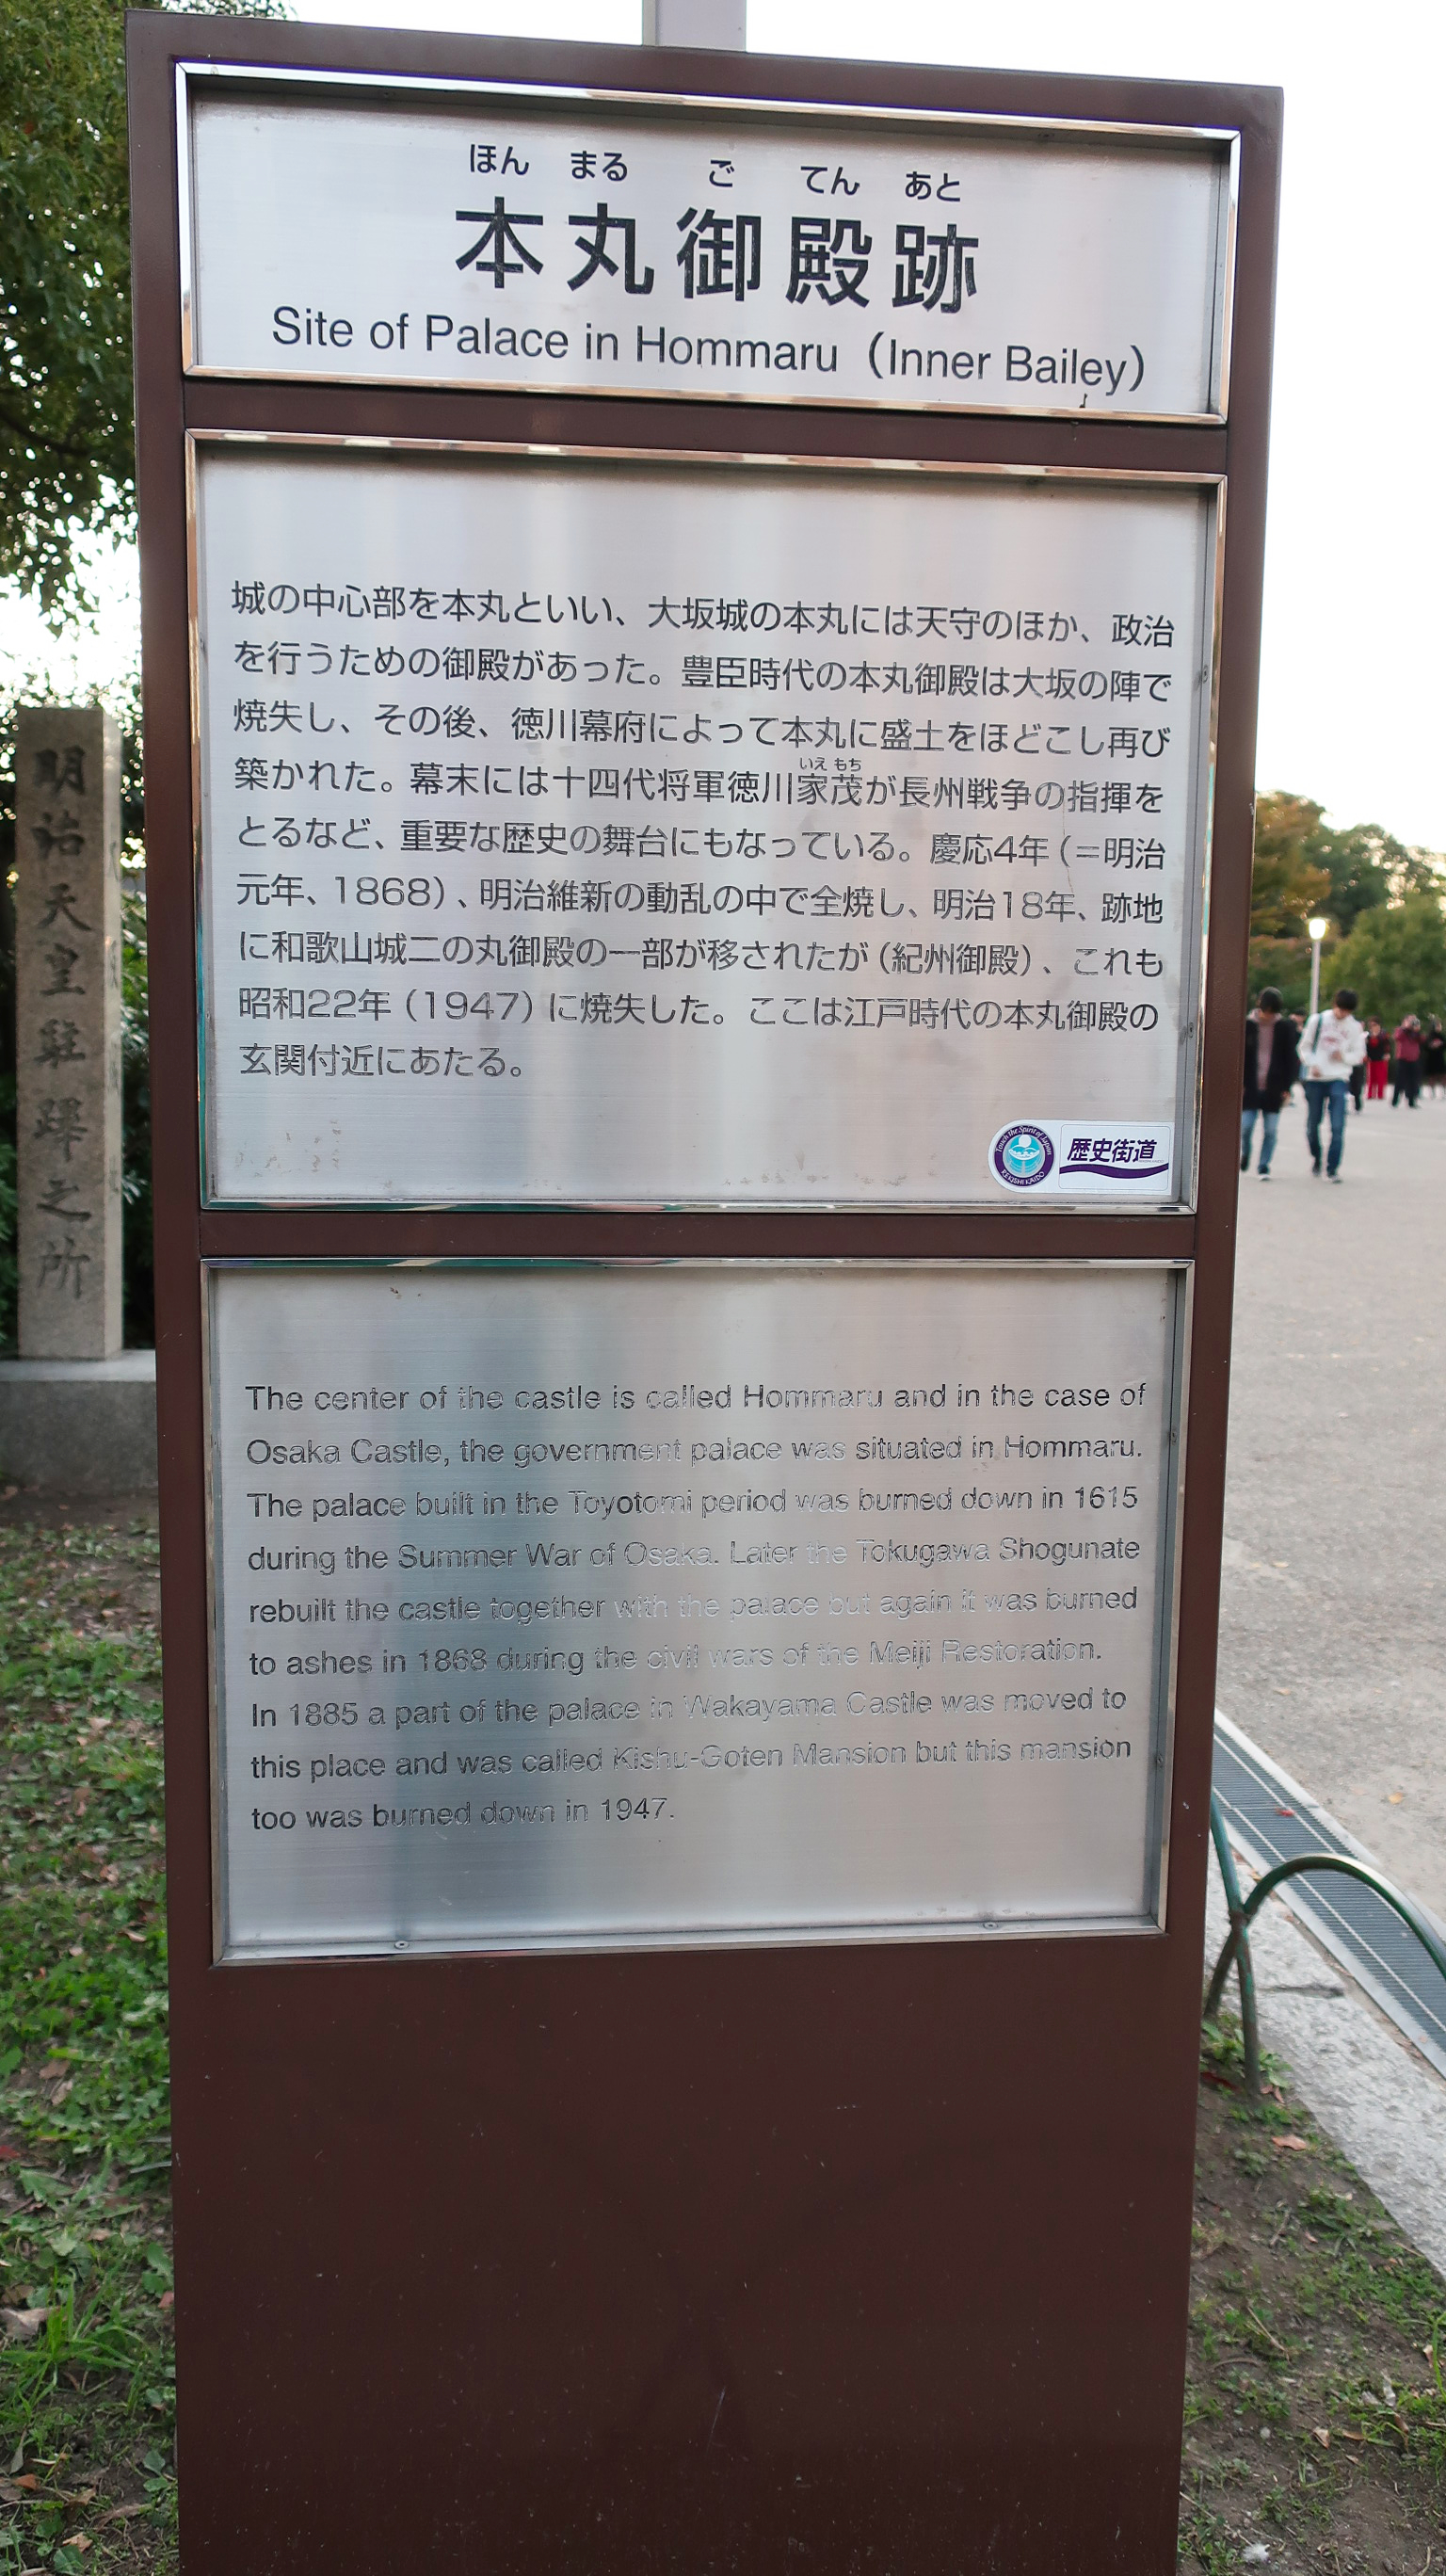 ほん まる ご てん あと
本丸御殿跡
Site of Palace in Hommaru (Inner Bailey)
城の中心部を本丸といい、大坂城の本丸には天守のほか、政治
を行うための御殿があった。豊臣時代の本丸御殿は大坂の陣で
焼失し、その後、徳川幕府によって本丸に盛土をほどこし再び
いえ もち
築かれた。幕末には十四代将軍徳川家茂が長州戦争の指揮を
とるなど、重要な歴史の舞台にもなっている。慶応4年(=明治
元年、1868)、明治維新の動乱の中で全焼し、明治18年、跡地
に和歌山城二の丸御殿の一部が移されたが(紀州御殿)、これも
昭和22年(1947)に焼失した。ここは江戸時代の本丸御殿の
玄関付近にあたる。
Touch the Spirit of Japan
REKISHI KAIDO
歴史街道
The center of the castle is called Hommaru and in the case of
Osaka Castle, the government palace was situated in Hommaru.
The palace built in the Toyotomi period was burned down in 1615
during the Summer War of Osaka. Later the Tokugawa Shogunate
rebuilt the castle together with the palace but again it was burned
to ashes in 1868 during the civil wars of the Meiji Restoration.
In 1885 a part of the palace in Wakayama Castle was moved to
this place and was called Kishu-Goten Mansion but this mansion
too was burned down in 1947.
明治天皇駐蹕之所